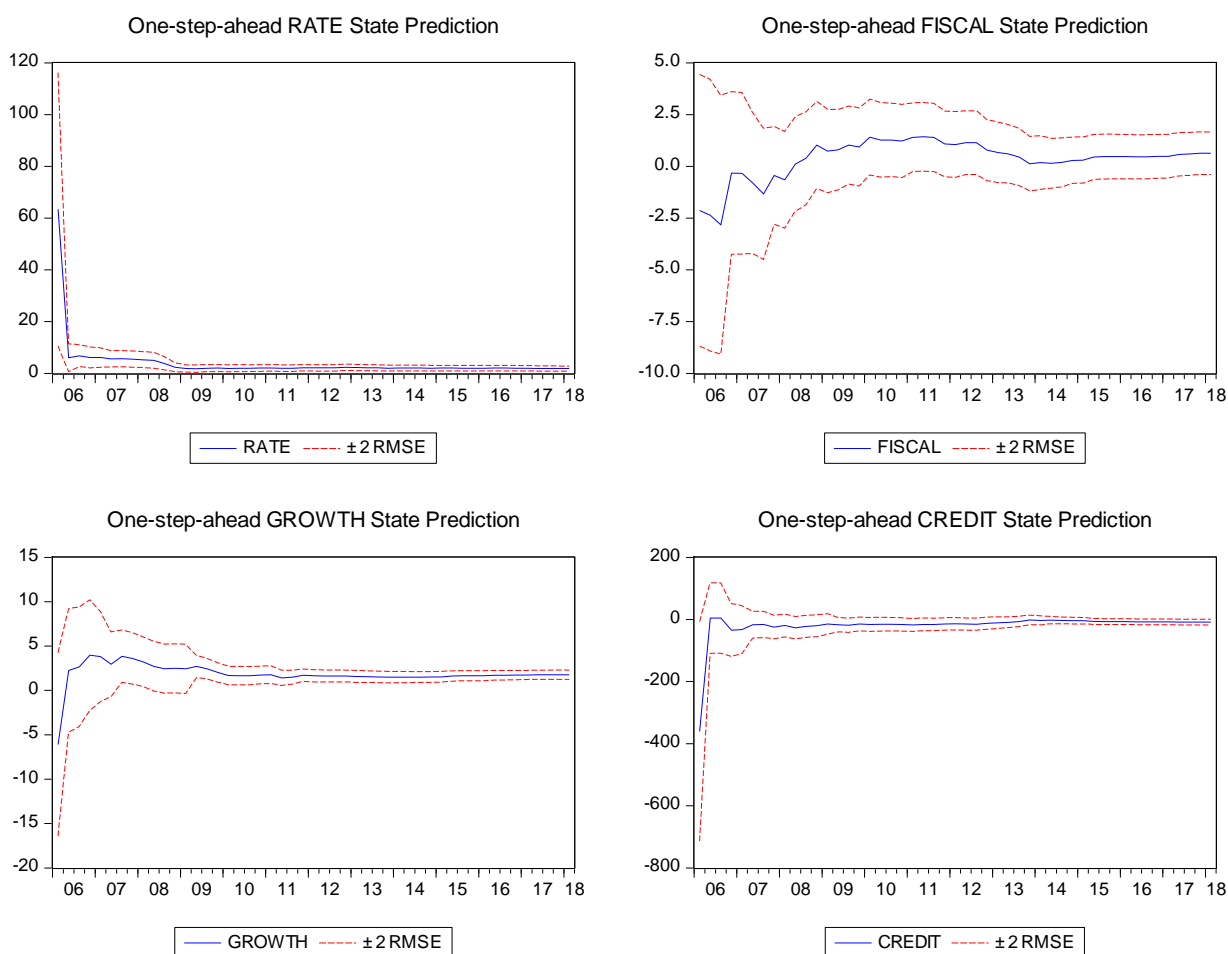 One-step-ahead RATE State Prediction
120
100
80
60
40
20
0
06 07 08 09 10 11 12 13 14 15 16 17 18
RATE ± 2 RMSE
One-step-ahead FISCAL State Prediction
5.0
2.5
0.0
-2.5
-5.0
-7.5
-10.0
06 07 08 09 10 11 12 13 14 15 16 17 18
FISCAL ± 2 RMSE
One-step-ahead GROWTH State Prediction
15
10
5
0
-5
-10
-15
-20
06 07 08 09 10 11 12 13 14 15 16 17 18
GROWTH ± 2 RMSE
One-step-ahead CREDIT State Prediction
200
0
-200
-400
-600
-800
06 07 08 09 10 11 12 13 14 15 16 17 18
CREDIT ± 2 RMSE